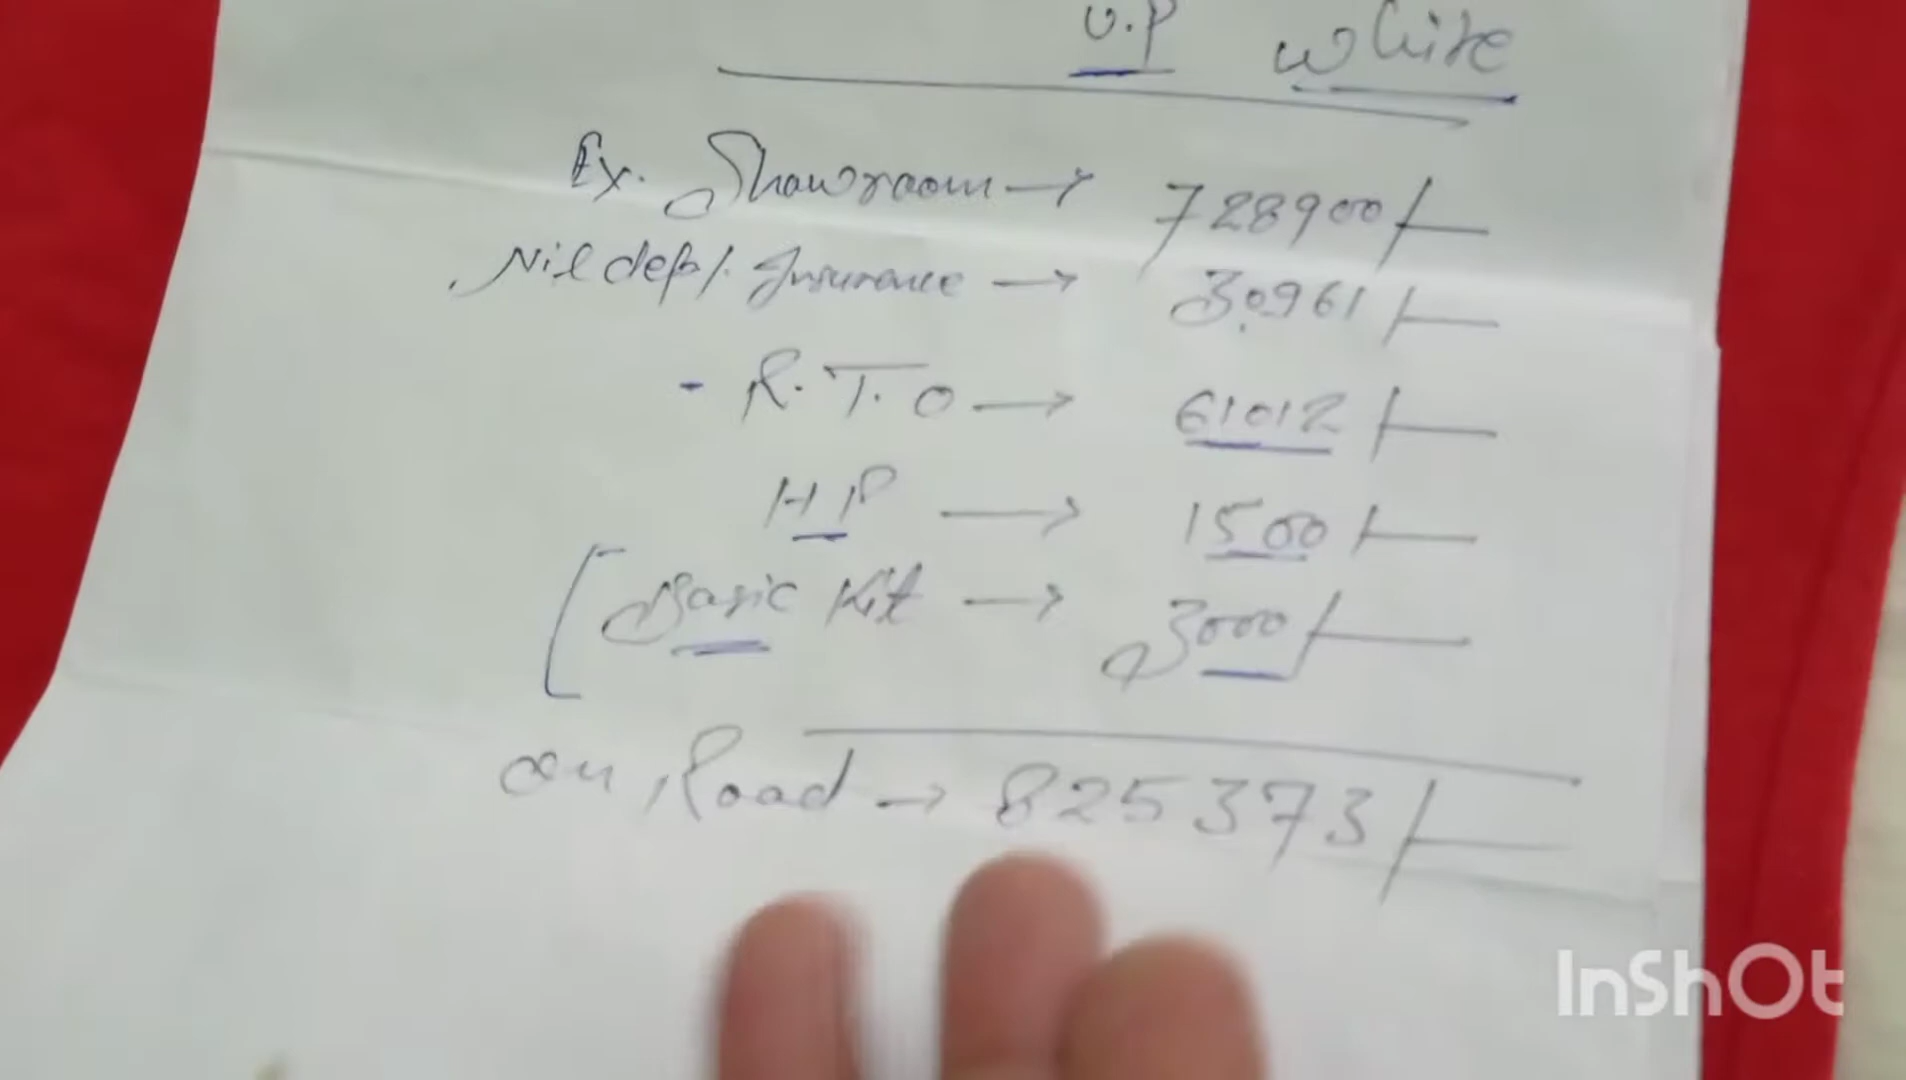 U.P white
Ex. Showroom → 728900/-
Nil dep/. Insurance → 30961/-
- R.T.O → 61012/-
HP → 1500/-
Basic Kit → 3000/-
on Road → 825373/-
InShOt